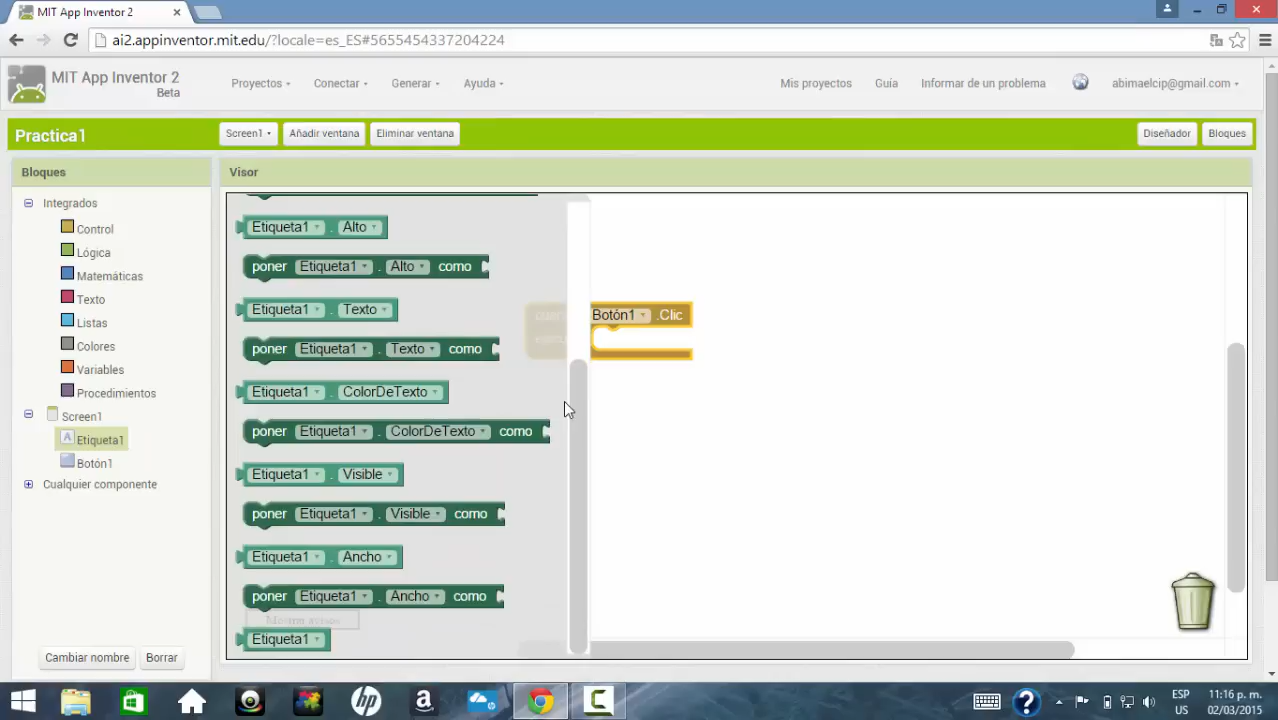 MIT App Inventor 2
ai2.appinventor.mit.edu/?locale=es_ES#5655454337204224
MIT App Inventor 2
Beta
Proyectos
Conectar
Generar
Ayuda
Mis proyectos
Guía
Informar de un problema
abimaelcip@gmail.com
Practica1
Screen1
Añadir ventana
Eliminar ventana
Diseñador
Bloques
Bloques
Visor
Integrados
Control
Lógica
Matemáticas
Texto
Listas
Colores
Variables
Procedimientos
Screen1
Etiqueta1
Botón1
Cualquier componente
Cambiar nombre
Borrar
Etiqueta1 . Alto
poner Etiqueta1 . Alto como
Etiqueta1 . Texto
poner Etiqueta1 . Texto como
Etiqueta1 . ColorDeTexto
poner Etiqueta1 . ColorDeTexto como
Etiqueta1 . Visible
poner Etiqueta1 . Visible como
Etiqueta1 . Ancho
poner Etiqueta1 . Ancho como
Etiqueta1
Botón1 .Clic
ESP
US
11:16 p. m.
02/03/2015